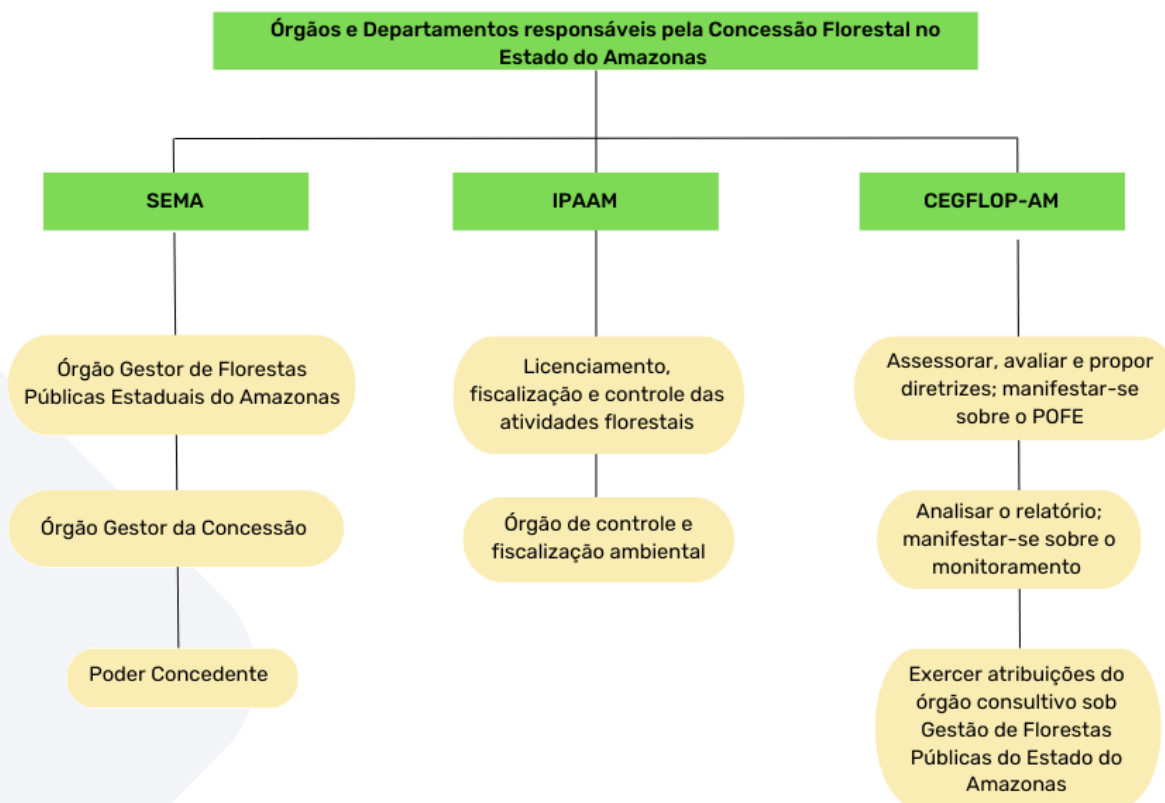 Órgãos e Departamentos responsáveis pela Concessão Florestal no
Estado do Amazonas
SEMA
IPAAM
CEGFLOP-AM
Órgão Gestor de Florestas
Públicas Estaduais do Amazonas
Licenciamento,
fiscalização e controle das
atividades florestais
Assessorar, avaliar e propor
diretrizes; manifestar-se
sobre o POFE
Órgão Gestor da Concessão
Órgão de controle e
fiscalização ambiental
Analisar o relatório;
manifestar-se sobre o
monitoramento
Poder Concedente
Exercer atribuições do
órgão consultivo sob
Gestão de Florestas
Públicas do Estado do
Amazonas